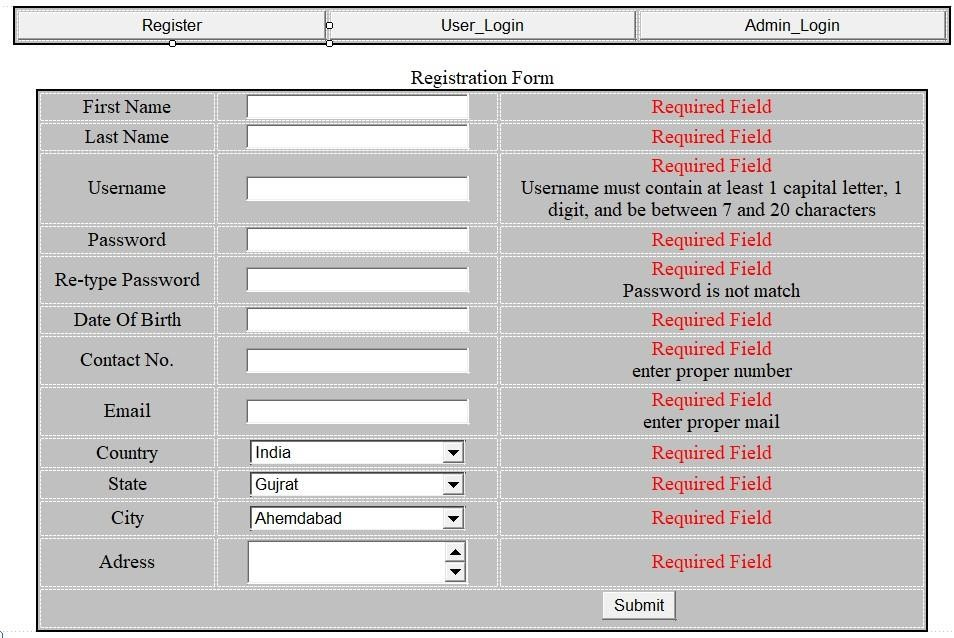 Register User_Login Admin_Login
Registration Form
First Name Required Field
Last Name Required Field
Required Field
Username Username must contain at least 1 capital letter, 1
digit, and be between 7 and 20 characters
Password Required Field
Required Field
Re-type Password
Password is not match
Date Of Birth Required Field
Required Field
Contact No.
enter proper number
Required Field
Email
enter proper mail
Country India Required Field
State Gujrat Required Field
City Ahemdabad Required Field
Adress Required Field
Submit